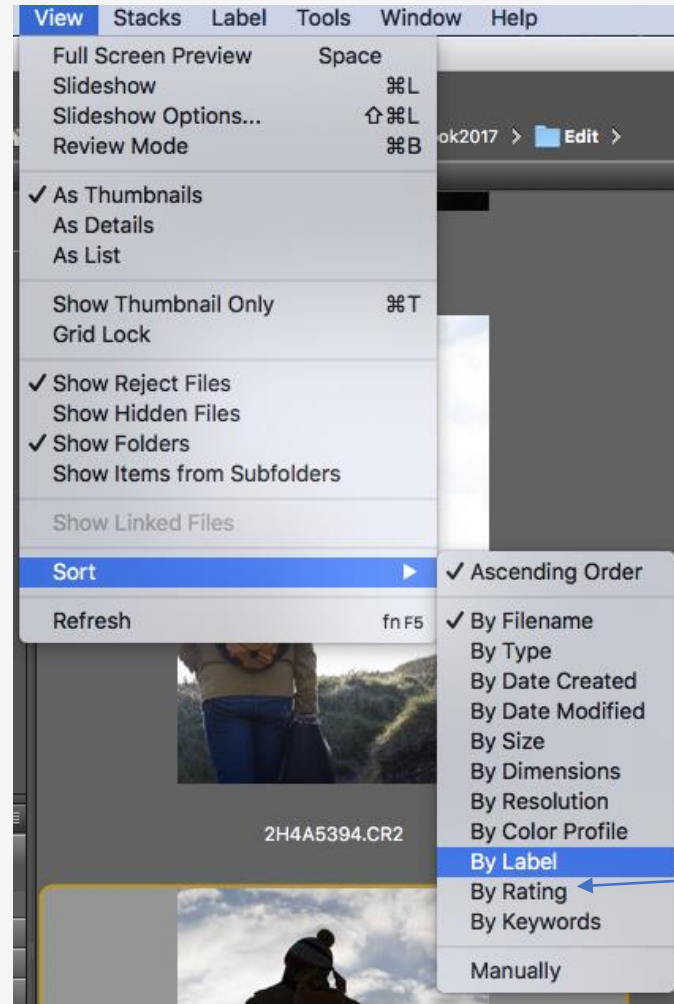 View Stacks Label Tools Window Help
Full Screen Preview Space
Slideshow ⌘L
Slideshow Options... ⇧⌘L
Review Mode ⌘B
ok2017 > Edit >
✓ As Thumbnails
As Details
As List
Show Thumbnail Only ⌘T
Grid Lock
✓ Show Reject Files
Show Hidden Files
✓ Show Folders
Show Items from Subfolders
Show Linked Files
Sort ▶
Refresh fn F5
✓ Ascending Order
✓ By Filename
By Type
By Date Created
By Date Modified
By Size
By Dimensions
By Resolution
By Color Profile
By Label
By Rating
By Keywords
Manually
2H4A5394.CR2